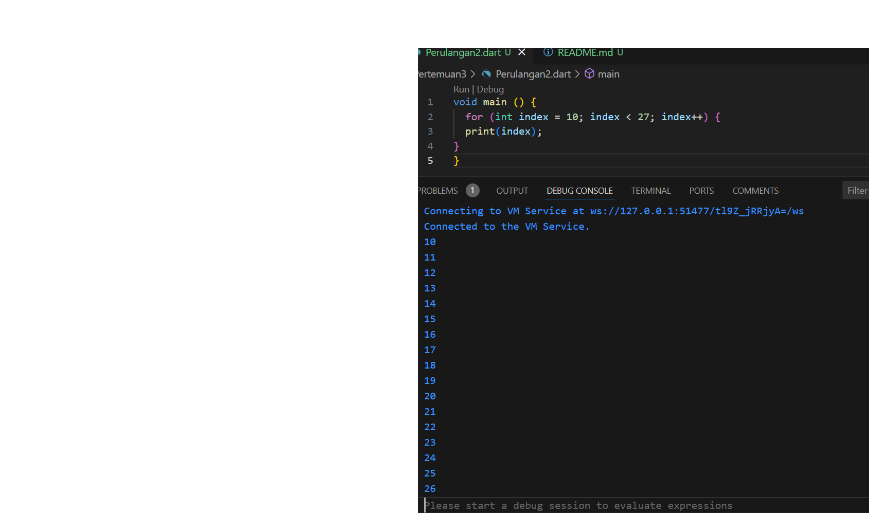 Perulangan2.dart U × README.md U
ertemuan3 > Perulangan2.dart > main
Run | Debug
1 void main () {
2 for (int index = 10; index < 27; index++) {
3 print(index);
4 }
5 }
PROBLEMS 1 OUTPUT DEBUG CONSOLE TERMINAL PORTS COMMENTS Filter
Connecting to VM Service at ws://127.0.0.1:51477/tl9Z_jRRjyA=/ws
Connected to the VM Service.
10
11
12
13
14
15
16
17
18
19
20
21
22
23
24
25
26
Please start a debug session to evaluate expressions